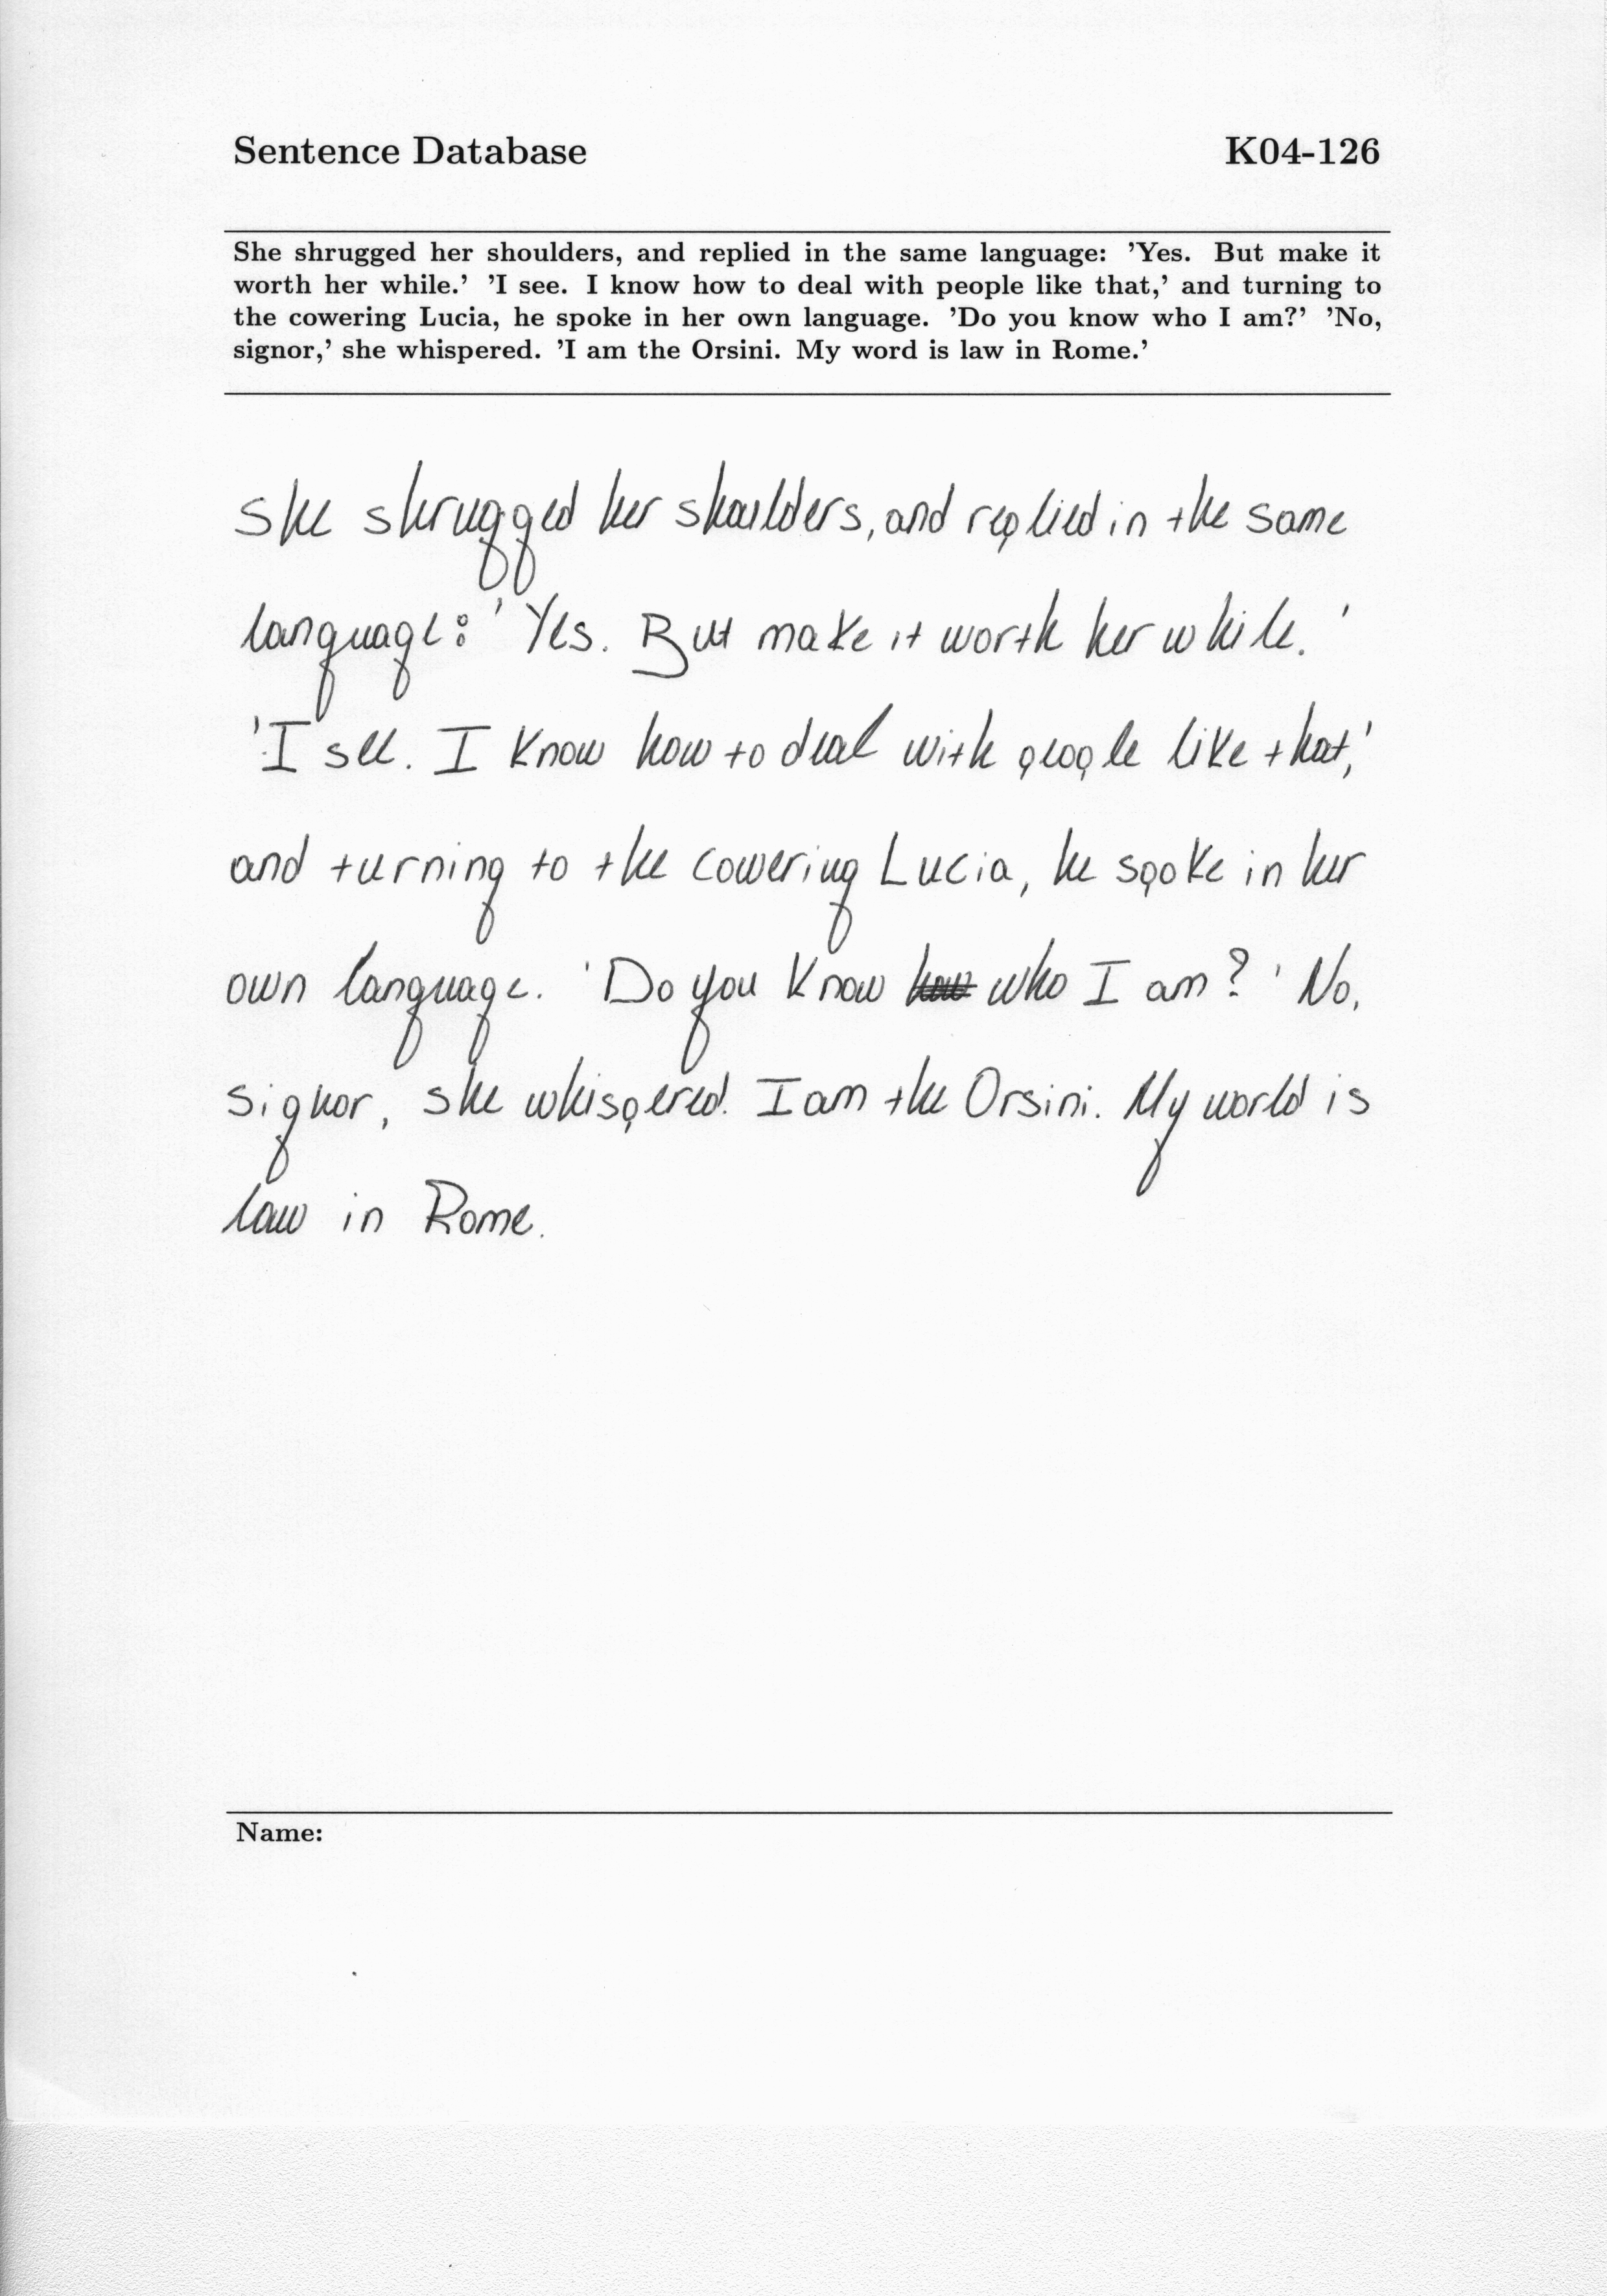 Sentence Database K04-126
She shrugged her shoulders, and replied in the same language: 'Yes. But make it
worth her while.' 'I see. I know how to deal with people like that,' and turning to
the cowering Lucia, he spoke in her own language. 'Do you know who I am?' 'No,
signor,' she whispered. 'I am the Orsini. My word is law in Rome.'
She shrugged her shoulders, and replied in the same
language: ' Yes. But make it worth her while. '
'I see. I know how to deal with people like that,'
and turning to the cowering Lucia, he spoke in her
own language. 'Do you know who I am? ' No,
signor, she whispered. I am the Orsini. My world is
law in Rome.
Name: